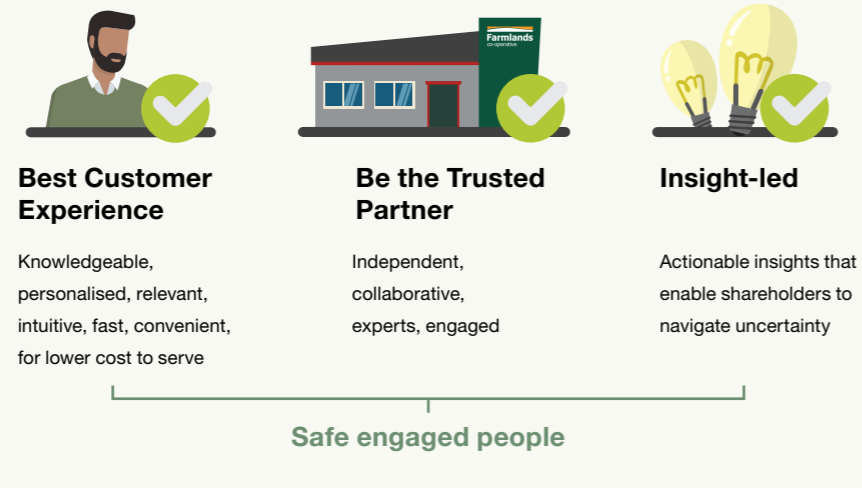 Farmlands
co-operative
Best Customer
Experience
Knowledgeable,
personalised, relevant,
intuitive, fast, convenient,
for lower cost to serve
Be the Trusted
Partner
Independent,
collaborative,
experts, engaged
Insight-led
Actionable insights that
enable shareholders to
navigate uncertainty
Safe engaged people